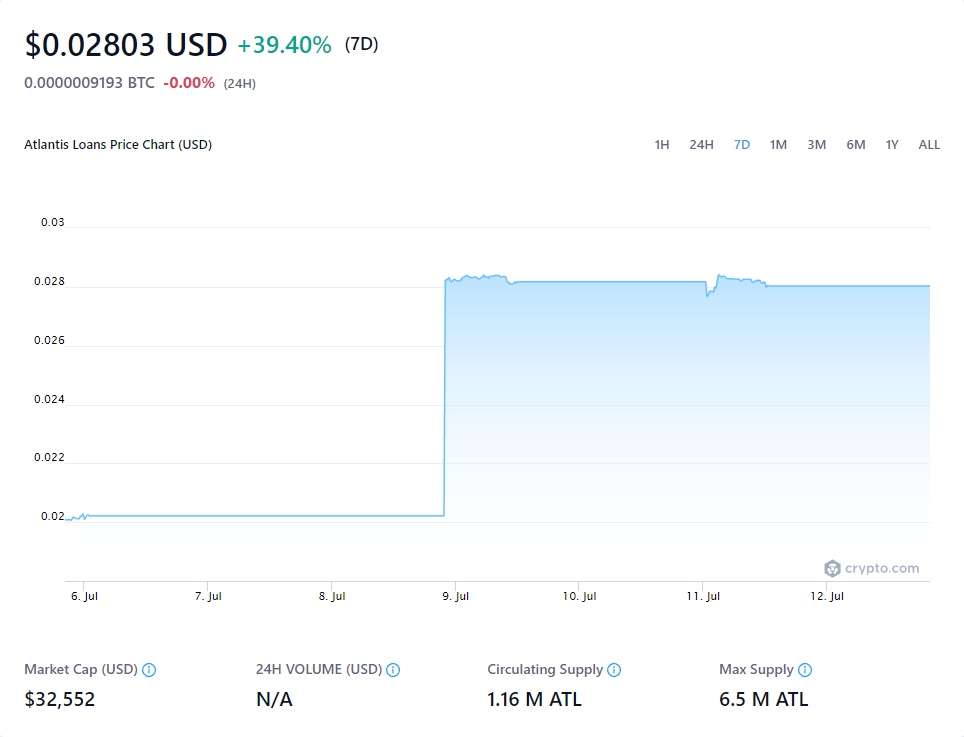 $0.02803 USD +39.40% (7D)
0.0000009193 BTC -0.00% (24H)
Atlantis Loans Price Chart (USD) 1H 24H 7D 1M 3M 6M 1Y ALL
0.03
0.028
0.026
0.024
0.022
0.02
crypto.com
6. Jul 7. Jul 8. Jul 9. Jul 10. Jul 11. Jul 12. Jul
Market Cap (USD) 24H VOLUME (USD) Circulating Supply Max Supply
$32,552 N/A 1.16 M ATL 6.5 M ATL